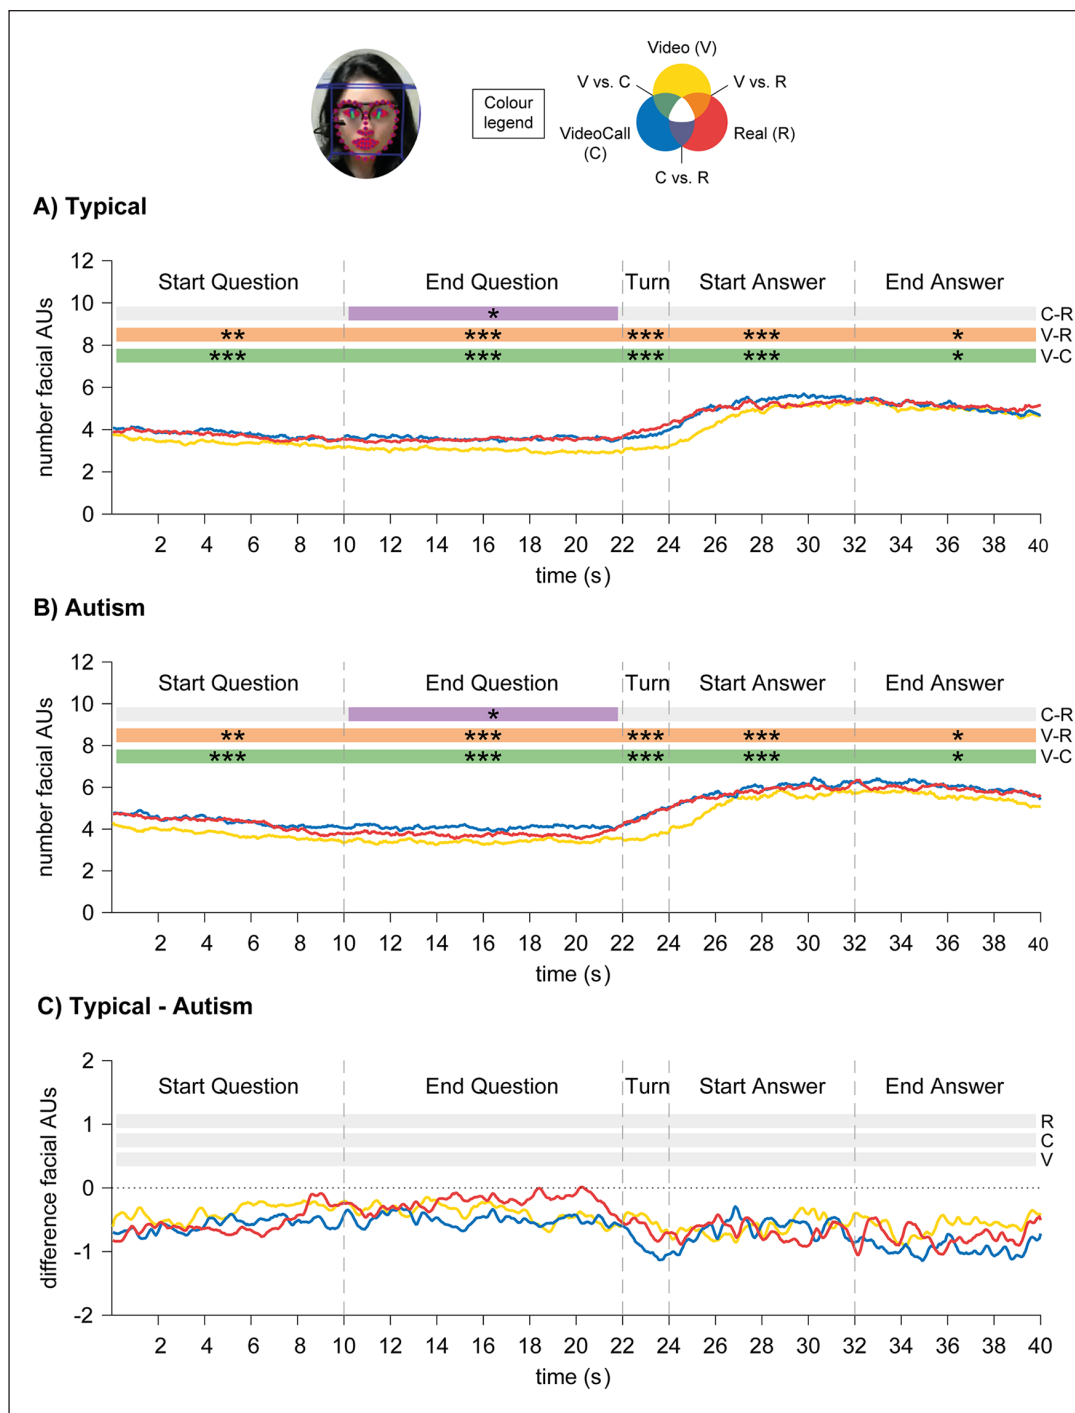 Video (V)
V vs. C
V vs. R
Colour
legend
VideoCall
(C)
Real (R)
C vs. R
A) Typical
number facial AUs
12
10
8
6
4
2
0
Start Question
End Question
Turn
Start Answer
End Answer
* C-R
** *** *** *** * V-R
*** *** *** *** * V-C
2 4 6 8 10 12 14 16 18 20 22 24 26 28 30 32 34 36 38 40
time (s)
B) Autism
number facial AUs
12
10
8
6
4
2
0
Start Question
End Question
Turn
Start Answer
End Answer
* C-R
** *** *** *** * V-R
*** *** *** *** * V-C
2 4 6 8 10 12 14 16 18 20 22 24 26 28 30 32 34 36 38 40
time (s)
C) Typical - Autism
difference facial AUs
2
1
0
-1
-2
Start Question
End Question
Turn
Start Answer
End Answer
R
C
V
2 4 6 8 10 12 14 16 18 20 22 24 26 28 30 32 34 36 38 40
time (s)